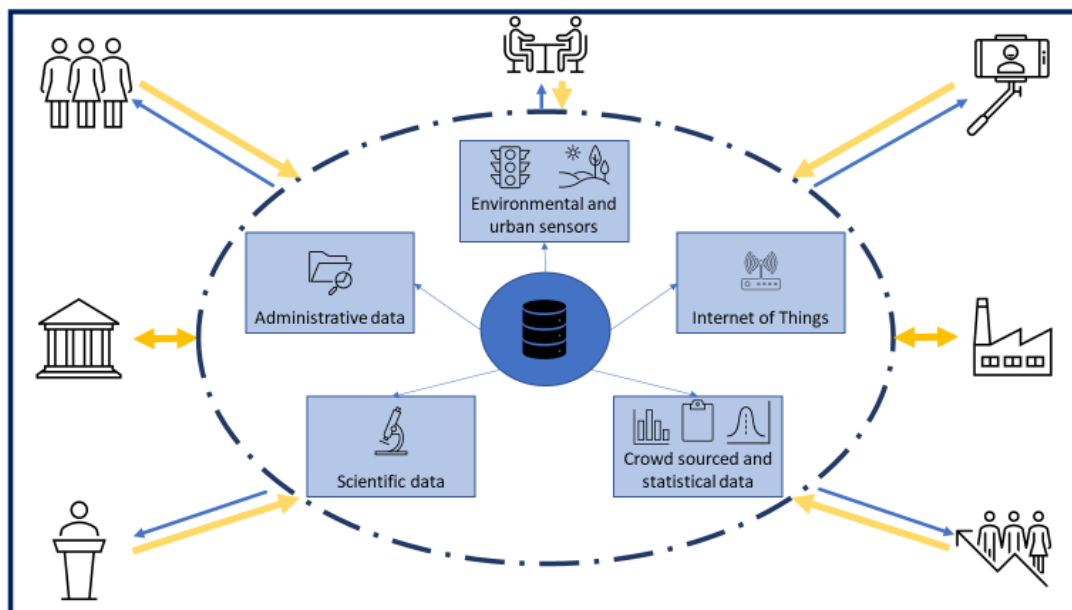 Environmental and
urban sensors
Administrative data
Internet of Things
Scientific data
Crowd sourced and
statistical data